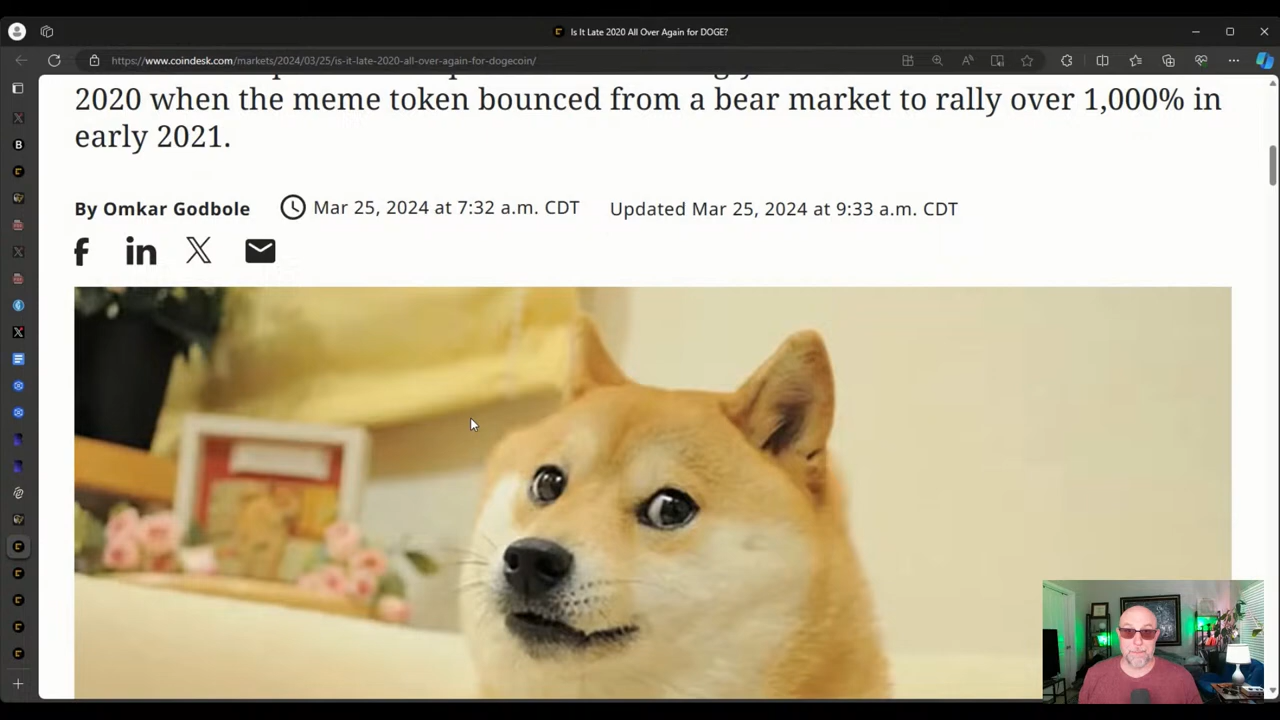 Is It Late 2020 All Over Again for DOGE?
https://www.coindesk.com/markets/2024/03/25/is-it-late-2020-all-over-again-for-dogecoin/
2020 when the meme token bounced from a bear market to rally over 1,000% in
early 2021.
By Omkar Godbole Mar 25, 2024 at 7:32 a.m. CDT Updated Mar 25, 2024 at 9:33 a.m. CDT